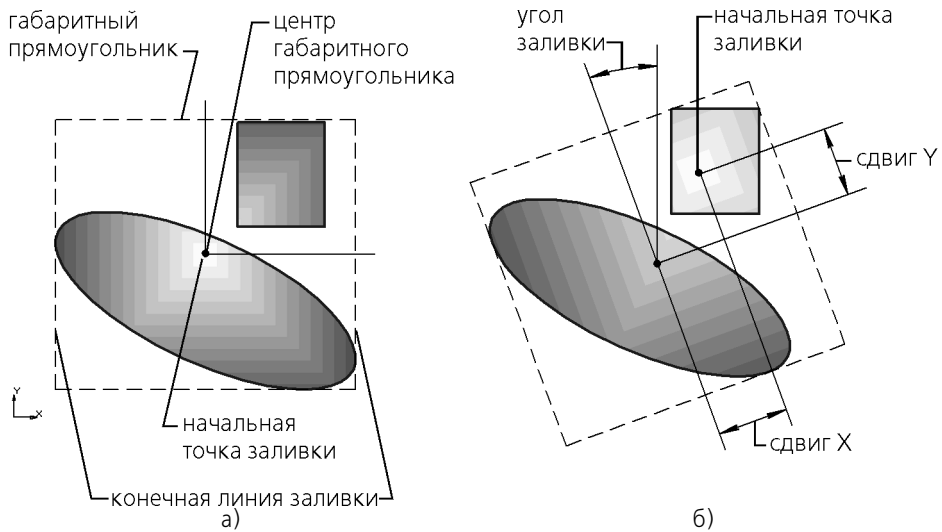 габаритный
прямоугольник
центр
габаритного
прямоугольника
начальная
точка заливки
конечная линия заливки
Y
X
а)
угол
заливки
начальная точка
заливки
сдвиг Y
сдвиг X
б)